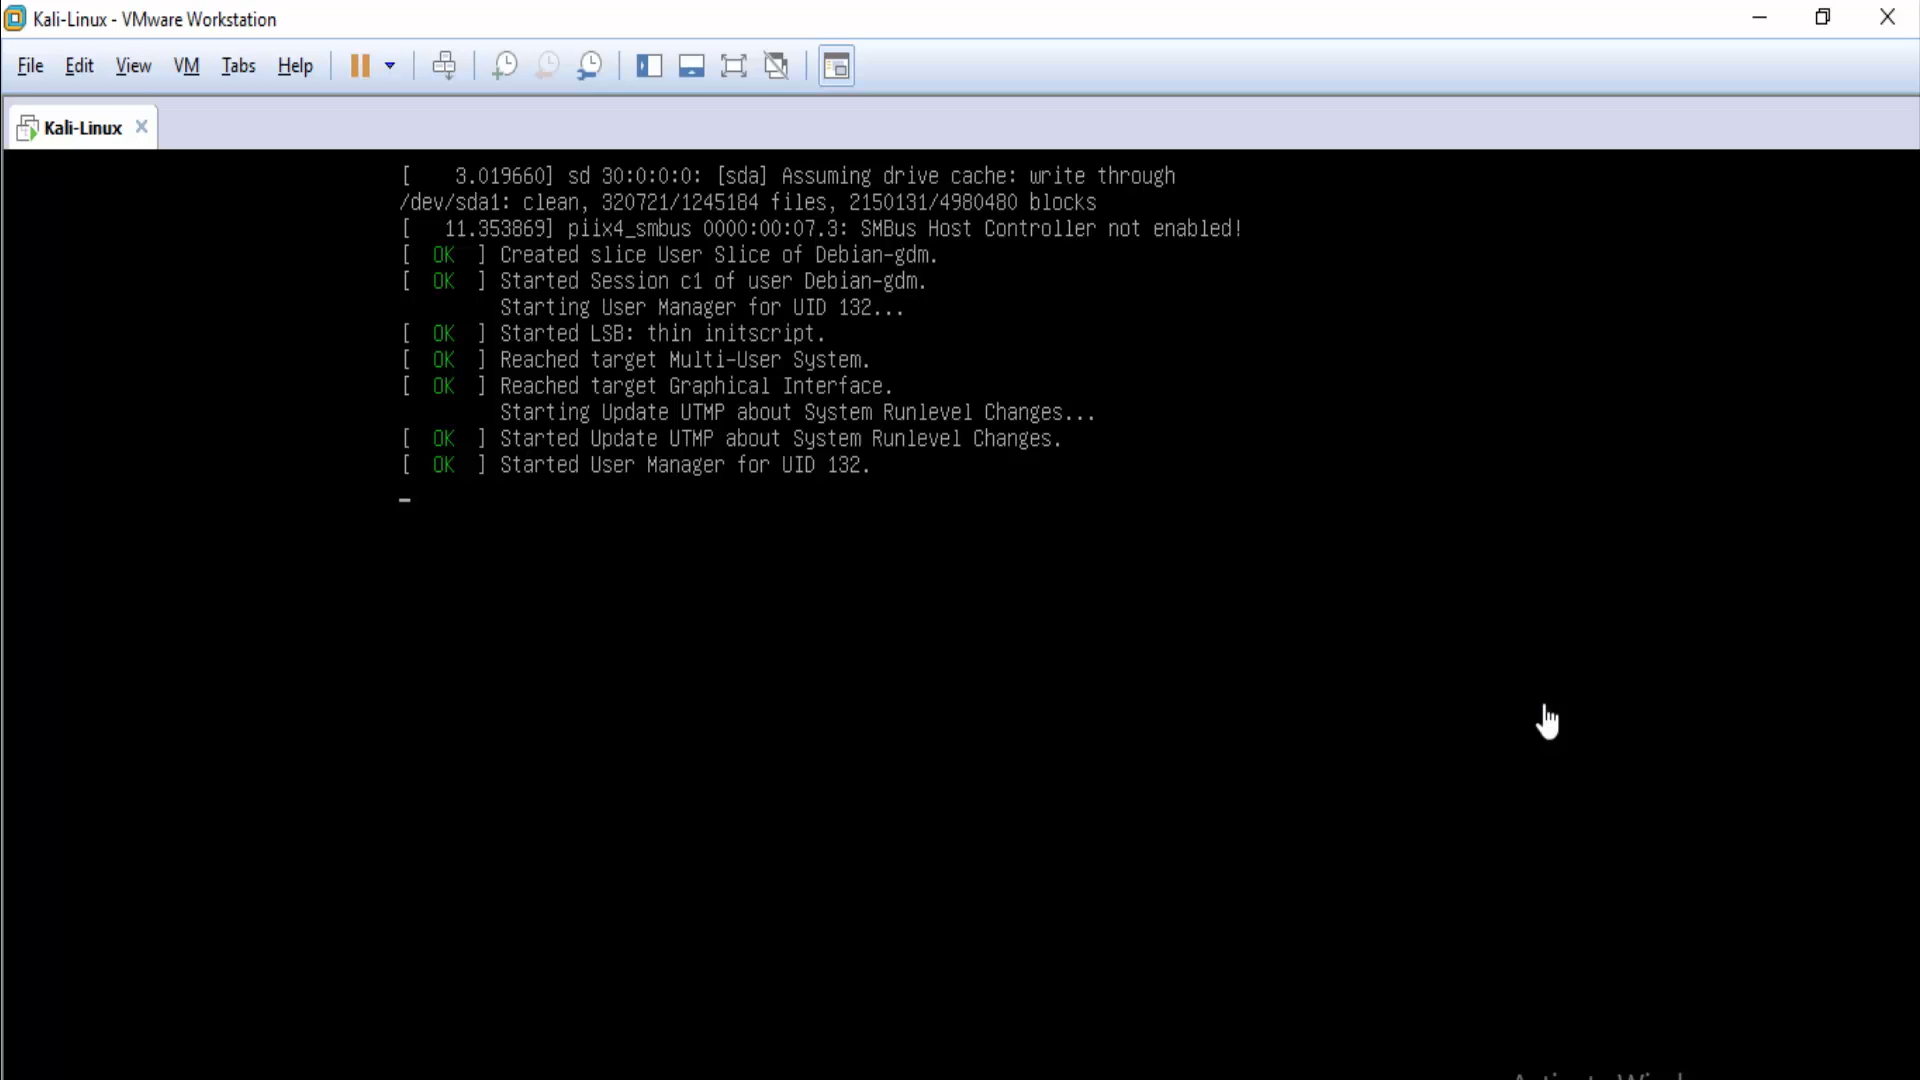 Kali-Linux - VMware Workstation
File Edit View VM Tabs Help
Kali-Linux
[    3.019660] sd 30:0:0:0: [sda] Assuming drive cache: write through
/dev/sda1: clean, 320721/1245184 files, 2150131/4980480 blocks
[   11.353869] piix4_smbus 0000:00:07.3: SMBus Host Controller not enabled!
[  OK  ] Created slice User Slice of Debian-gdm.
[  OK  ] Started Session c1 of user Debian-gdm.
         Starting User Manager for UID 132...
[  OK  ] Started LSB: thin initscript.
[  OK  ] Reached target Multi-User System.
[  OK  ] Reached target Graphical Interface.
         Starting Update UTMP about System Runlevel Changes...
[  OK  ] Started Update UTMP about System Runlevel Changes.
[  OK  ] Started User Manager for UID 132.